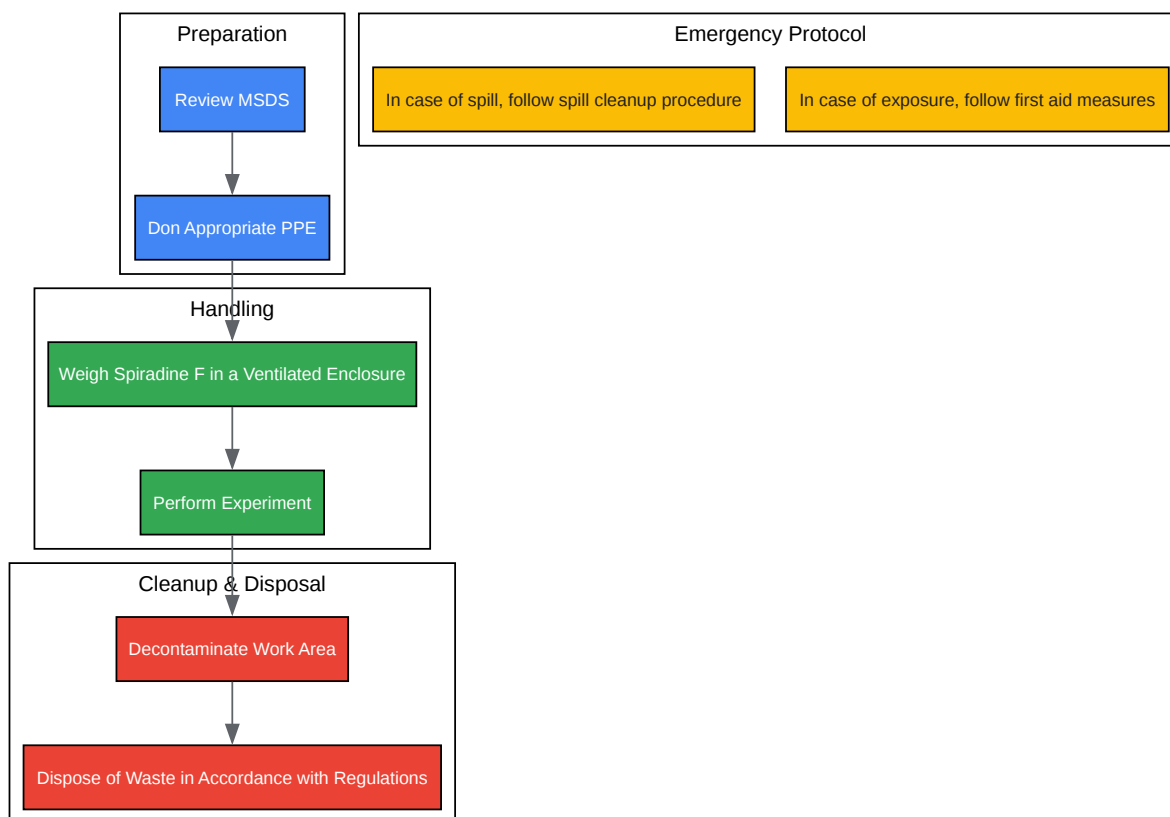 Preparation
Review MSDS
Don Appropriate PPE
Emergency Protocol
In case of spill, follow spill cleanup procedure
In case of exposure, follow first aid measures
Handling
Weigh Spiradine F in a Ventilated Enclosure
Perform Experiment
Cleanup & Disposal
Decontaminate Work Area
Dispose of Waste in Accordance with Regulations